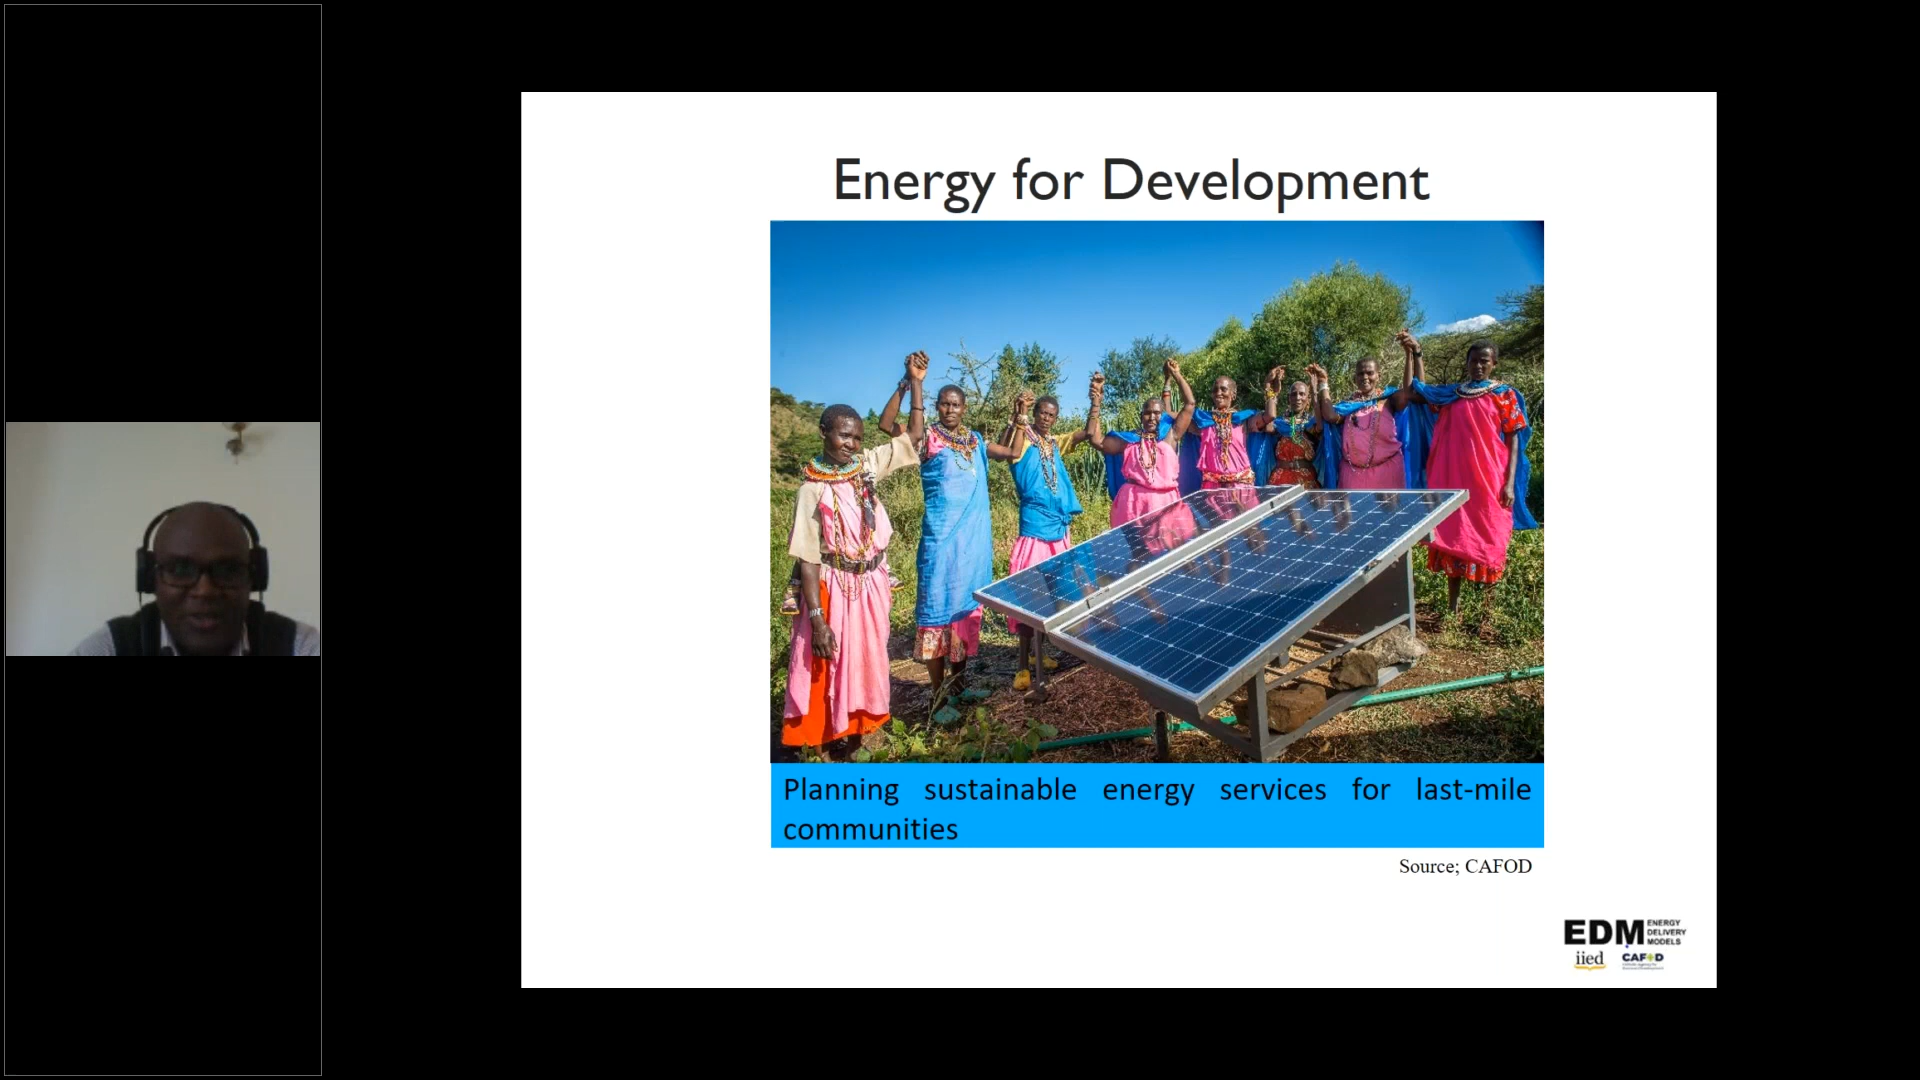 Energy for Development
Planning sustainable energy services for last-mile
communities
Source; CAFOD
EDM ENERGY
DELIVERY
MODELS
iied CAFOD